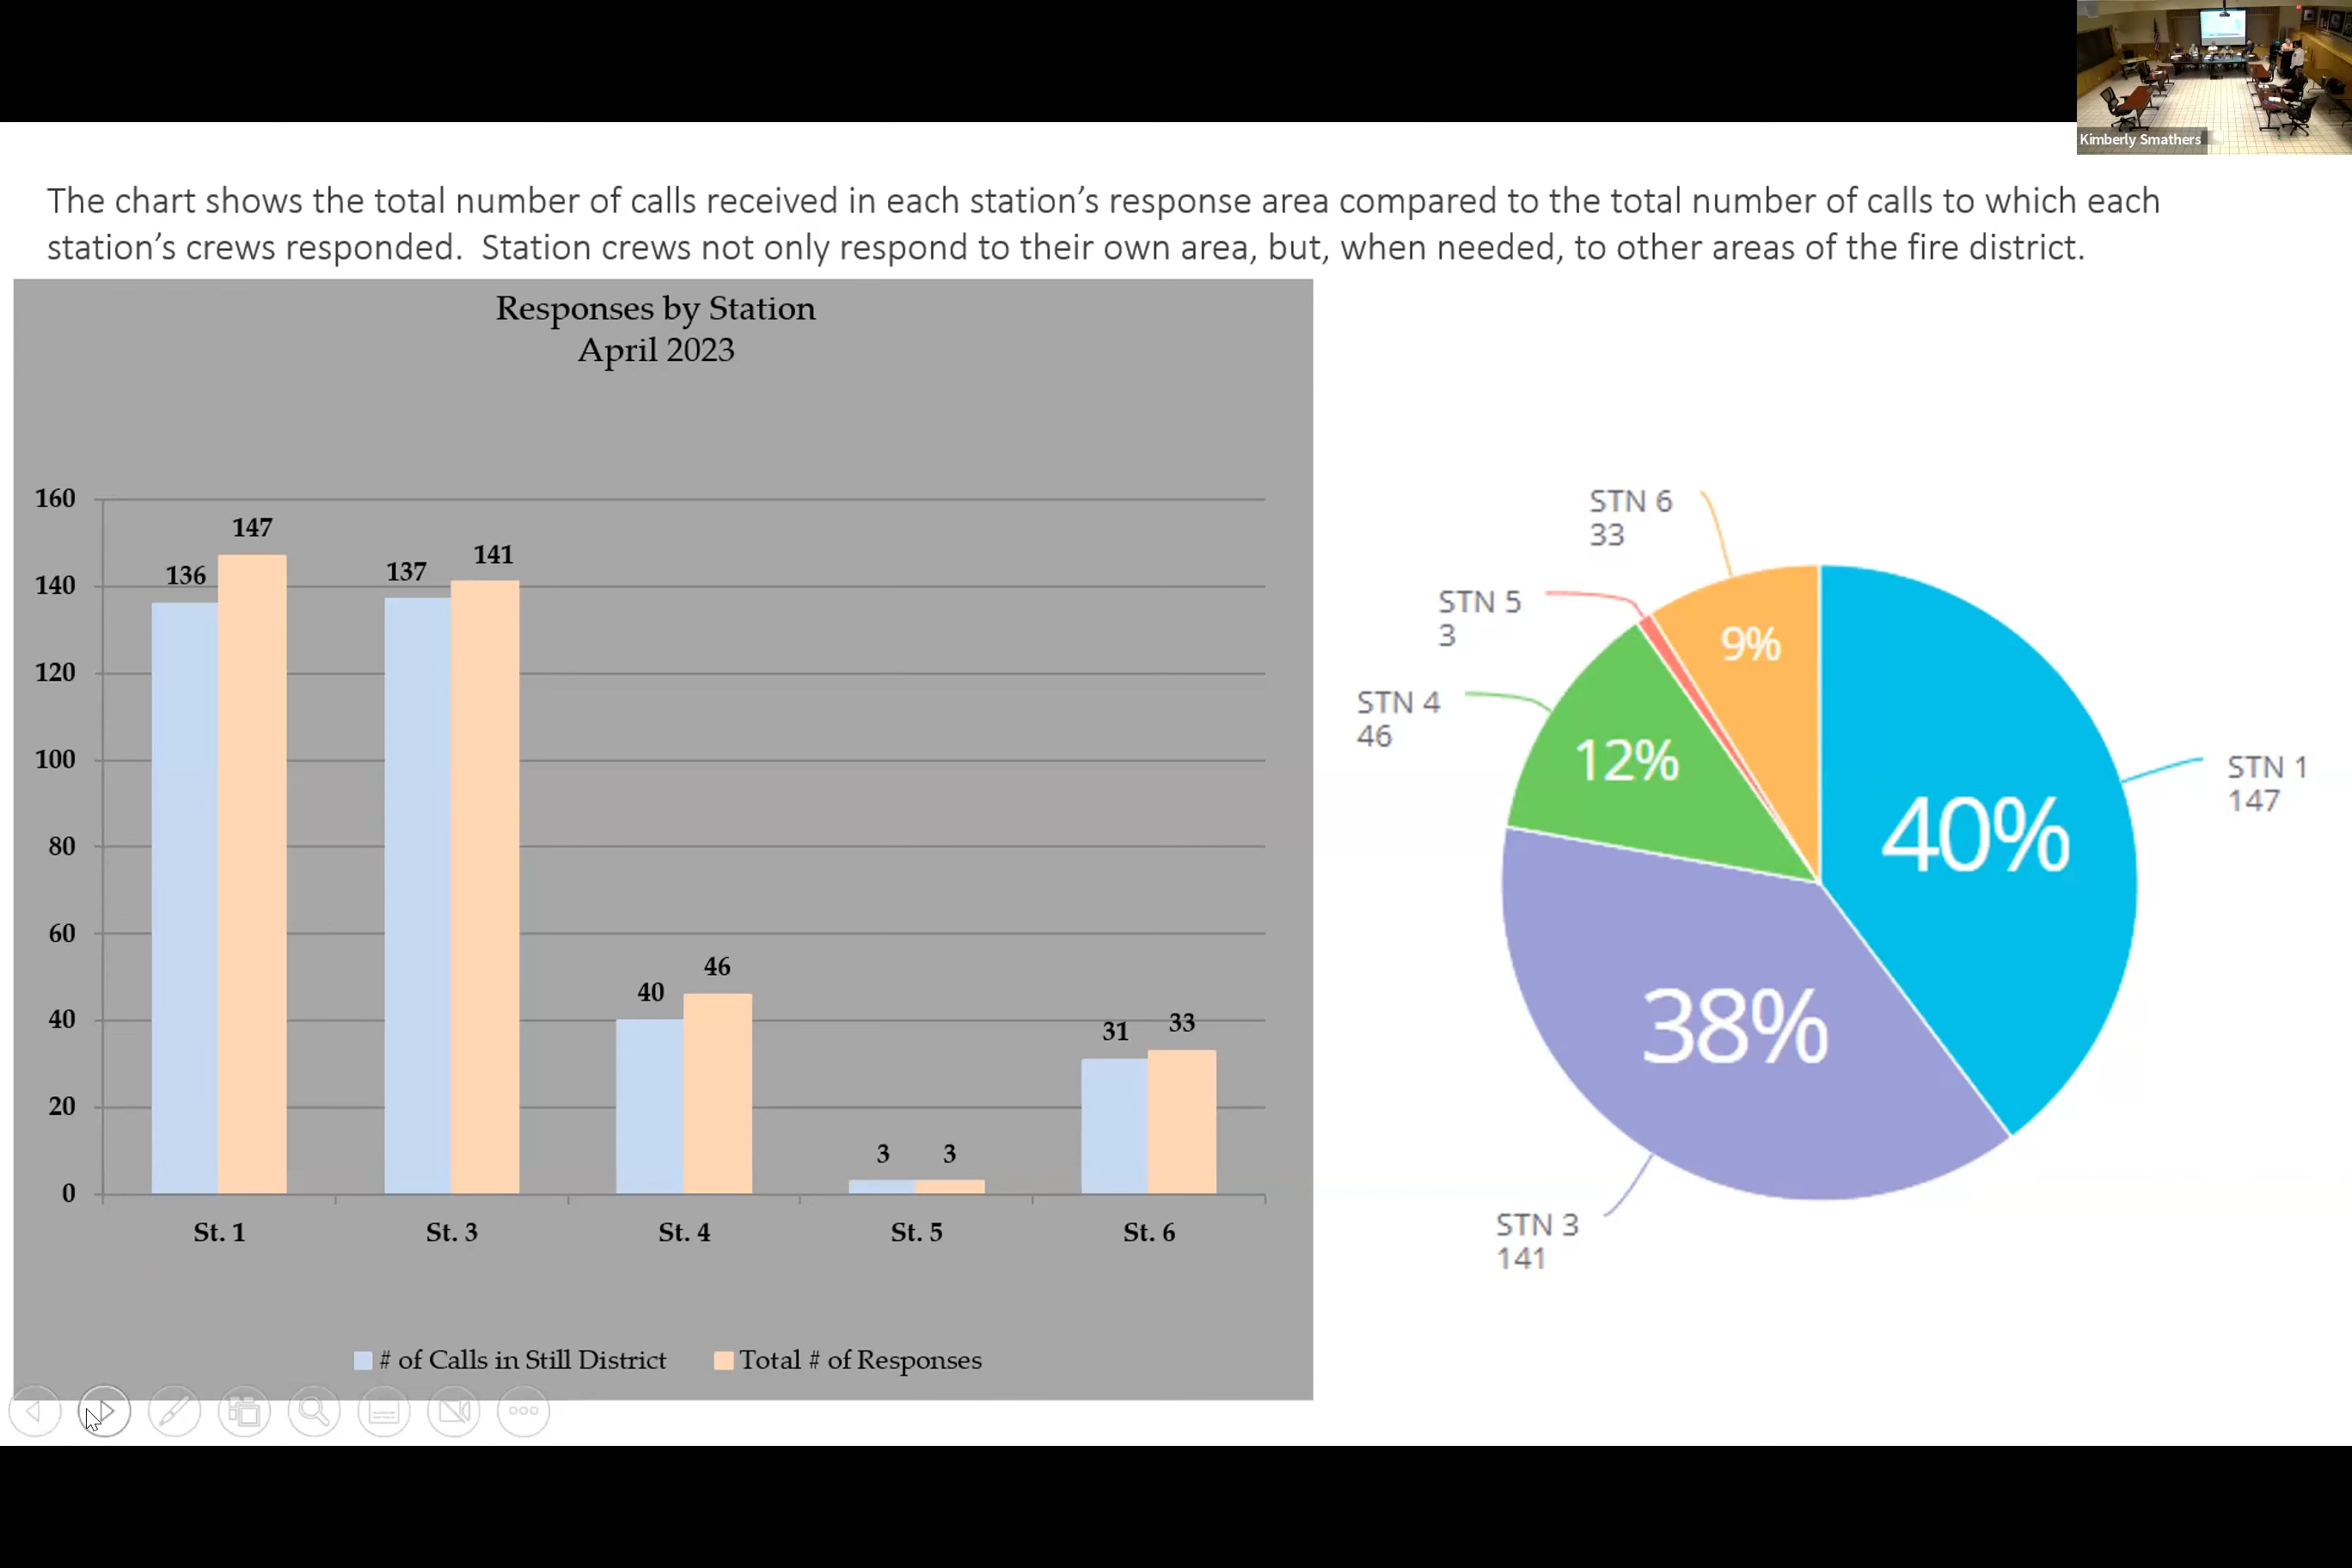 Kimberly Smathers
The chart shows the total number of calls received in each station’s response area compared to the total number of calls to which each
station’s crews responded.  Station crews not only respond to their own area, but, when needed, to other areas of the fire district.
Responses by Station
April 2023
160
140
120
100
80
60
40
20
0
136
147
137
141
40
46
3
3
31
33
St. 1
St. 3
St. 4
St. 5
St. 6
# of Calls in Still District
Total # of Responses
STN 6
33
STN 5
3
STN 4
46
STN 1
147
STN 3
141
9%
12%
40%
38%